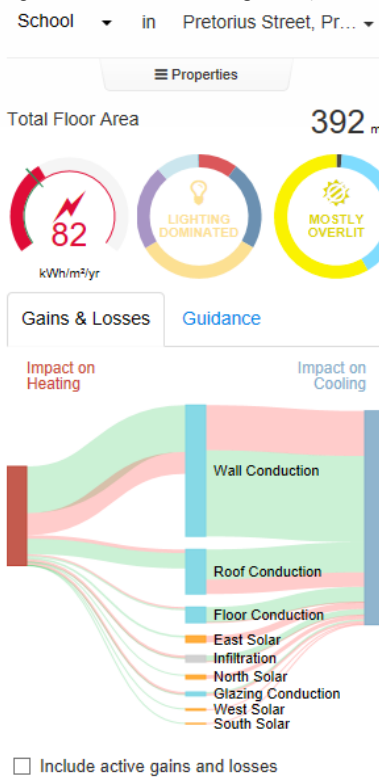 School in Pretorius Street, Pr...
Properties
Total Floor Area 392 m
82
kWh/m²/yr
LIGHTING
DOMINATED
MOSTLY
OVERLIT
Gains & Losses Guidance
Impact on
Heating
Impact on
Cooling
Wall Conduction
Roof Conduction
Floor Conduction
East Solar
Infiltration
North Solar
Glazing Conduction
West Solar
South Solar
Include active gains and losses